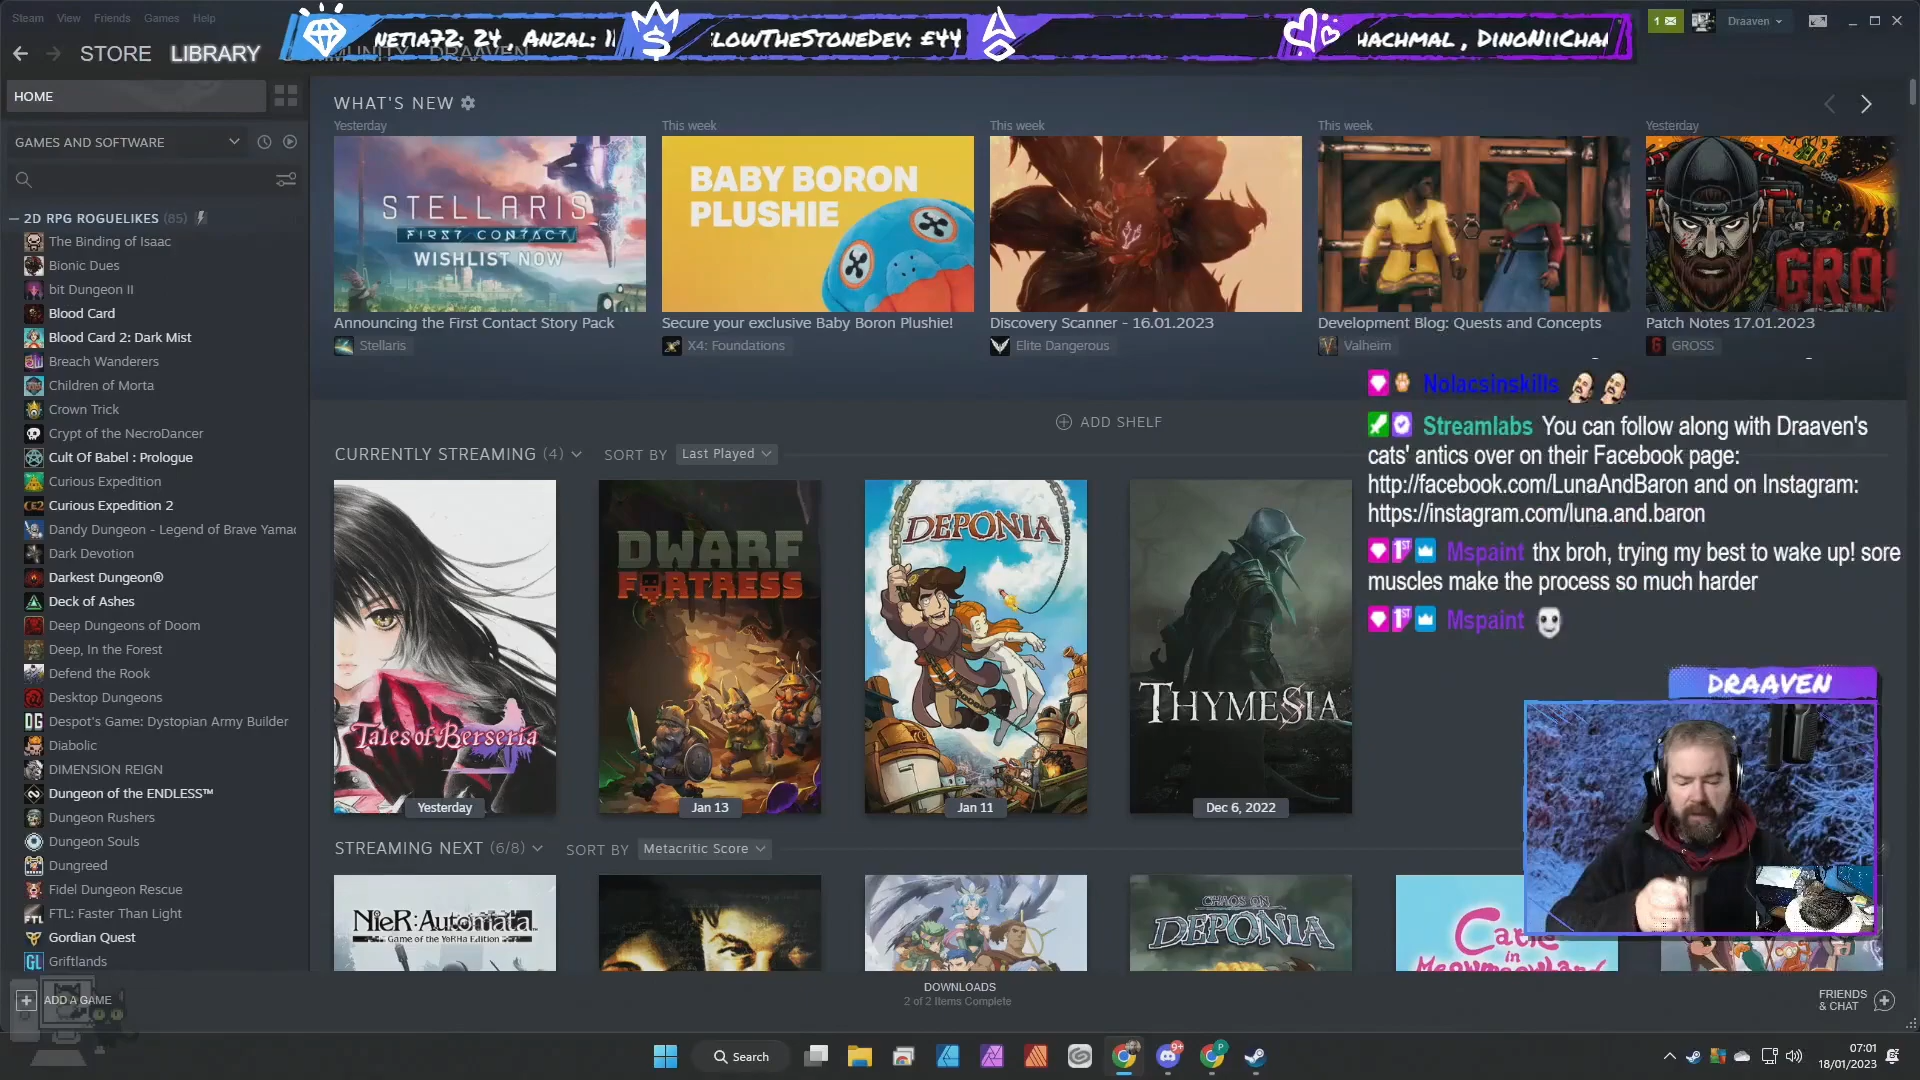 Steam View Friends Games Help
netia72: 24 , Anzal:
lowTheStoneDev: £44
hachmal , DinoNiiChan
1
Draaven
STORE LIBRARY
HOME
GAMES AND SOFTWARE
2D RPG ROGUELIKES (85)
The Binding of Isaac
Bionic Dues
bit Dungeon II
Blood Card
Blood Card 2: Dark Mist
Breach Wanderers
Children of Morta
Crown Trick
Crypt of the NecroDancer
Cult Of Babel : Prologue
Curious Expedition
Curious Expedition 2
Dandy Dungeon - Legend of Brave Yamad
Dark Devotion
Darkest Dungeon®
Deck of Ashes
Deep Dungeons of Doom
Deep, In the Forest
Defend the Rook
Desktop Dungeons
Despot's Game: Dystopian Army Builder
Diabolic
DIMENSION REIGN
Dungeon of the ENDLESS™
Dungeon Rushers
Dungeon Souls
Dungreed
Fidel Dungeon Rescue
FTL: Faster Than Light
Gordian Quest
Griftlands
ADD A GAME
WHAT'S NEW
Yesterday
STELLARIS
FIRST CONTACT
WISHLIST NOW
Announcing the First Contact Story Pack
Stellaris
This week
BABY BORON
PLUSHIE
Secure your exclusive Baby Boron Plushie!
X4: Foundations
This week
Discovery Scanner - 16.01.2023
Elite Dangerous
This week
Development Blog: Quests and Concepts
Valheim
Yesterday
GROS
Patch Notes 17.01.2023
GROSS
ADD SHELF
CURRENTLY STREAMING (4)
SORT BY Last Played
Tales of Berseria
Yesterday
DWARF
FORTRESS
Jan 13
DEPONIA
Jan 11
THYMESIA
Dec 6, 2022
STREAMING NEXT (6/8)
SORT BY Metacritic Score
NieR:Automata
Game of the YoRHa Edition
CHAOS ON
DEPONIA
Catie
in
MeowmeowLand
Nolacsinskills
Streamlabs You can follow along with Draaven's
cats' antics over on their Facebook page:
http://facebook.com/LunaAndBaron and on Instagram:
https://instagram.com/luna.and.baron
Mspaint thx broh, trying my best to wake up! sore
muscles make the process so much harder
Mspaint
DRAAVEN
DOWNLOADS
2 of 2 Items Complete
FRIENDS
& CHAT
Search
9+
P
07:01
18/01/2023